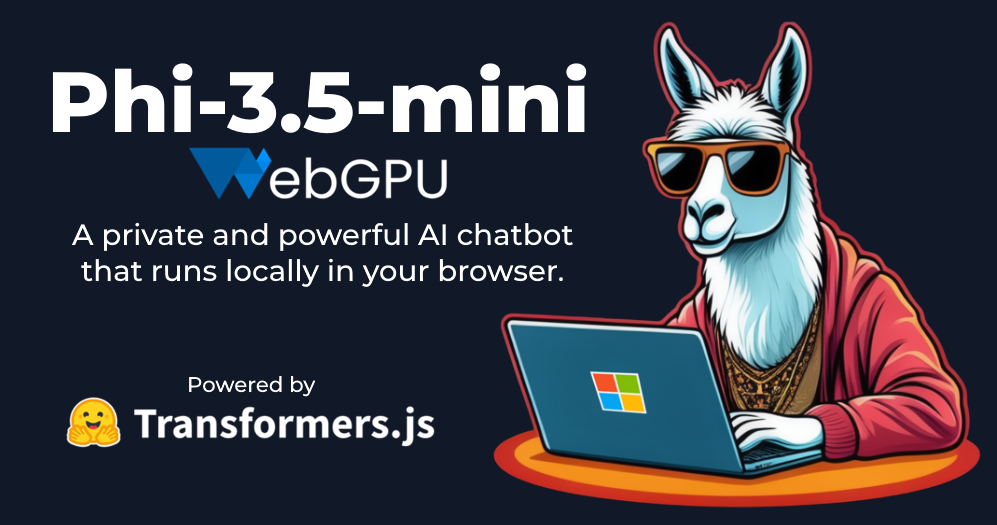 Phi-3.5-mini
WebGPU
A private and powerful AI chatbot
that runs locally in your browser.
Powered by
Transformers.js